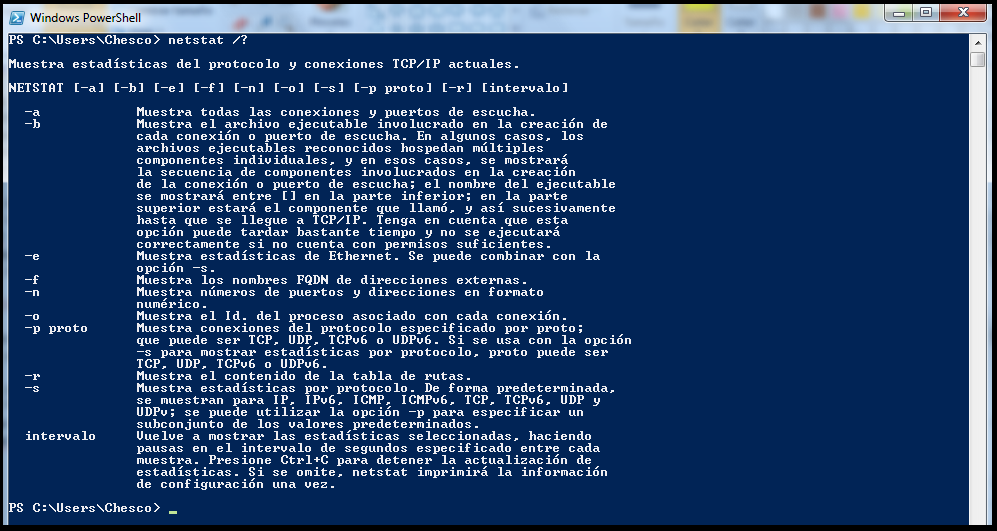 Windows PowerShell
PS C:\Users\Chesco> netstat /?
Muestra estadísticas del protocolo y conexiones TCP/IP actuales.
NETSTAT [-a] [-b] [-e] [-f] [-n] [-o] [-s] [-p proto] [-r] [intervalo]
-a Muestra todas las conexiones y puertos de escucha.
-b Muestra el archivo ejecutable involucrado en la creación de
cada conexión o puerto de escucha. En algunos casos, los
archivos ejecutables reconocidos hospedan múltiples
componentes individuales, y en esos casos, se mostrará
la secuencia de componentes involucrados en la creación
de la conexión o puerto de escucha; el nombre del ejecutable
se mostrará entre [] en la parte inferior; en la parte
superior estará el componente que llamó, y así sucesivamente
hasta que se llegue a TCP/IP. Tenga en cuenta que esta
opción puede tardar bastante tiempo y no se ejecutará
correctamente si no cuenta con permisos suficientes.
-e Muestra estadísticas de Ethernet. Se puede combinar con la
opción -s.
-f Muestra los nombres FQDN de direcciones externas.
-n Muestra números de puertos y direcciones en formato
numérico.
-o Muestra el Id. del proceso asociado con cada conexión.
-p proto Muestra conexiones del protocolo especificado por proto;
que puede ser TCP, UDP, TCPv6 o UDPv6. Si se usa con la opción
-s para mostrar estadísticas por protocolo, proto puede ser
TCP, UDP, TCPv6 o UDPv6.
-r Muestra el contenido de la tabla de rutas.
-s Muestra estadísticas por protocolo. De forma predeterminada,
se muestran para IP, IPv6, ICMP, ICMPv6, TCP, TCPv6, UDP y
UDPv; se puede utilizar la opción -p para especificar un
subconjunto de los valores predeterminados.
intervalo Vuelve a mostrar las estadísticas seleccionadas, haciendo
pausas en el intervalo de segundos especificado entre cada
muestra. Presione Ctrl+C para detener la actualización de
estadísticas. Si se omite, netstat imprimirá la información
de configuración una vez.
PS C:\Users\Chesco> _